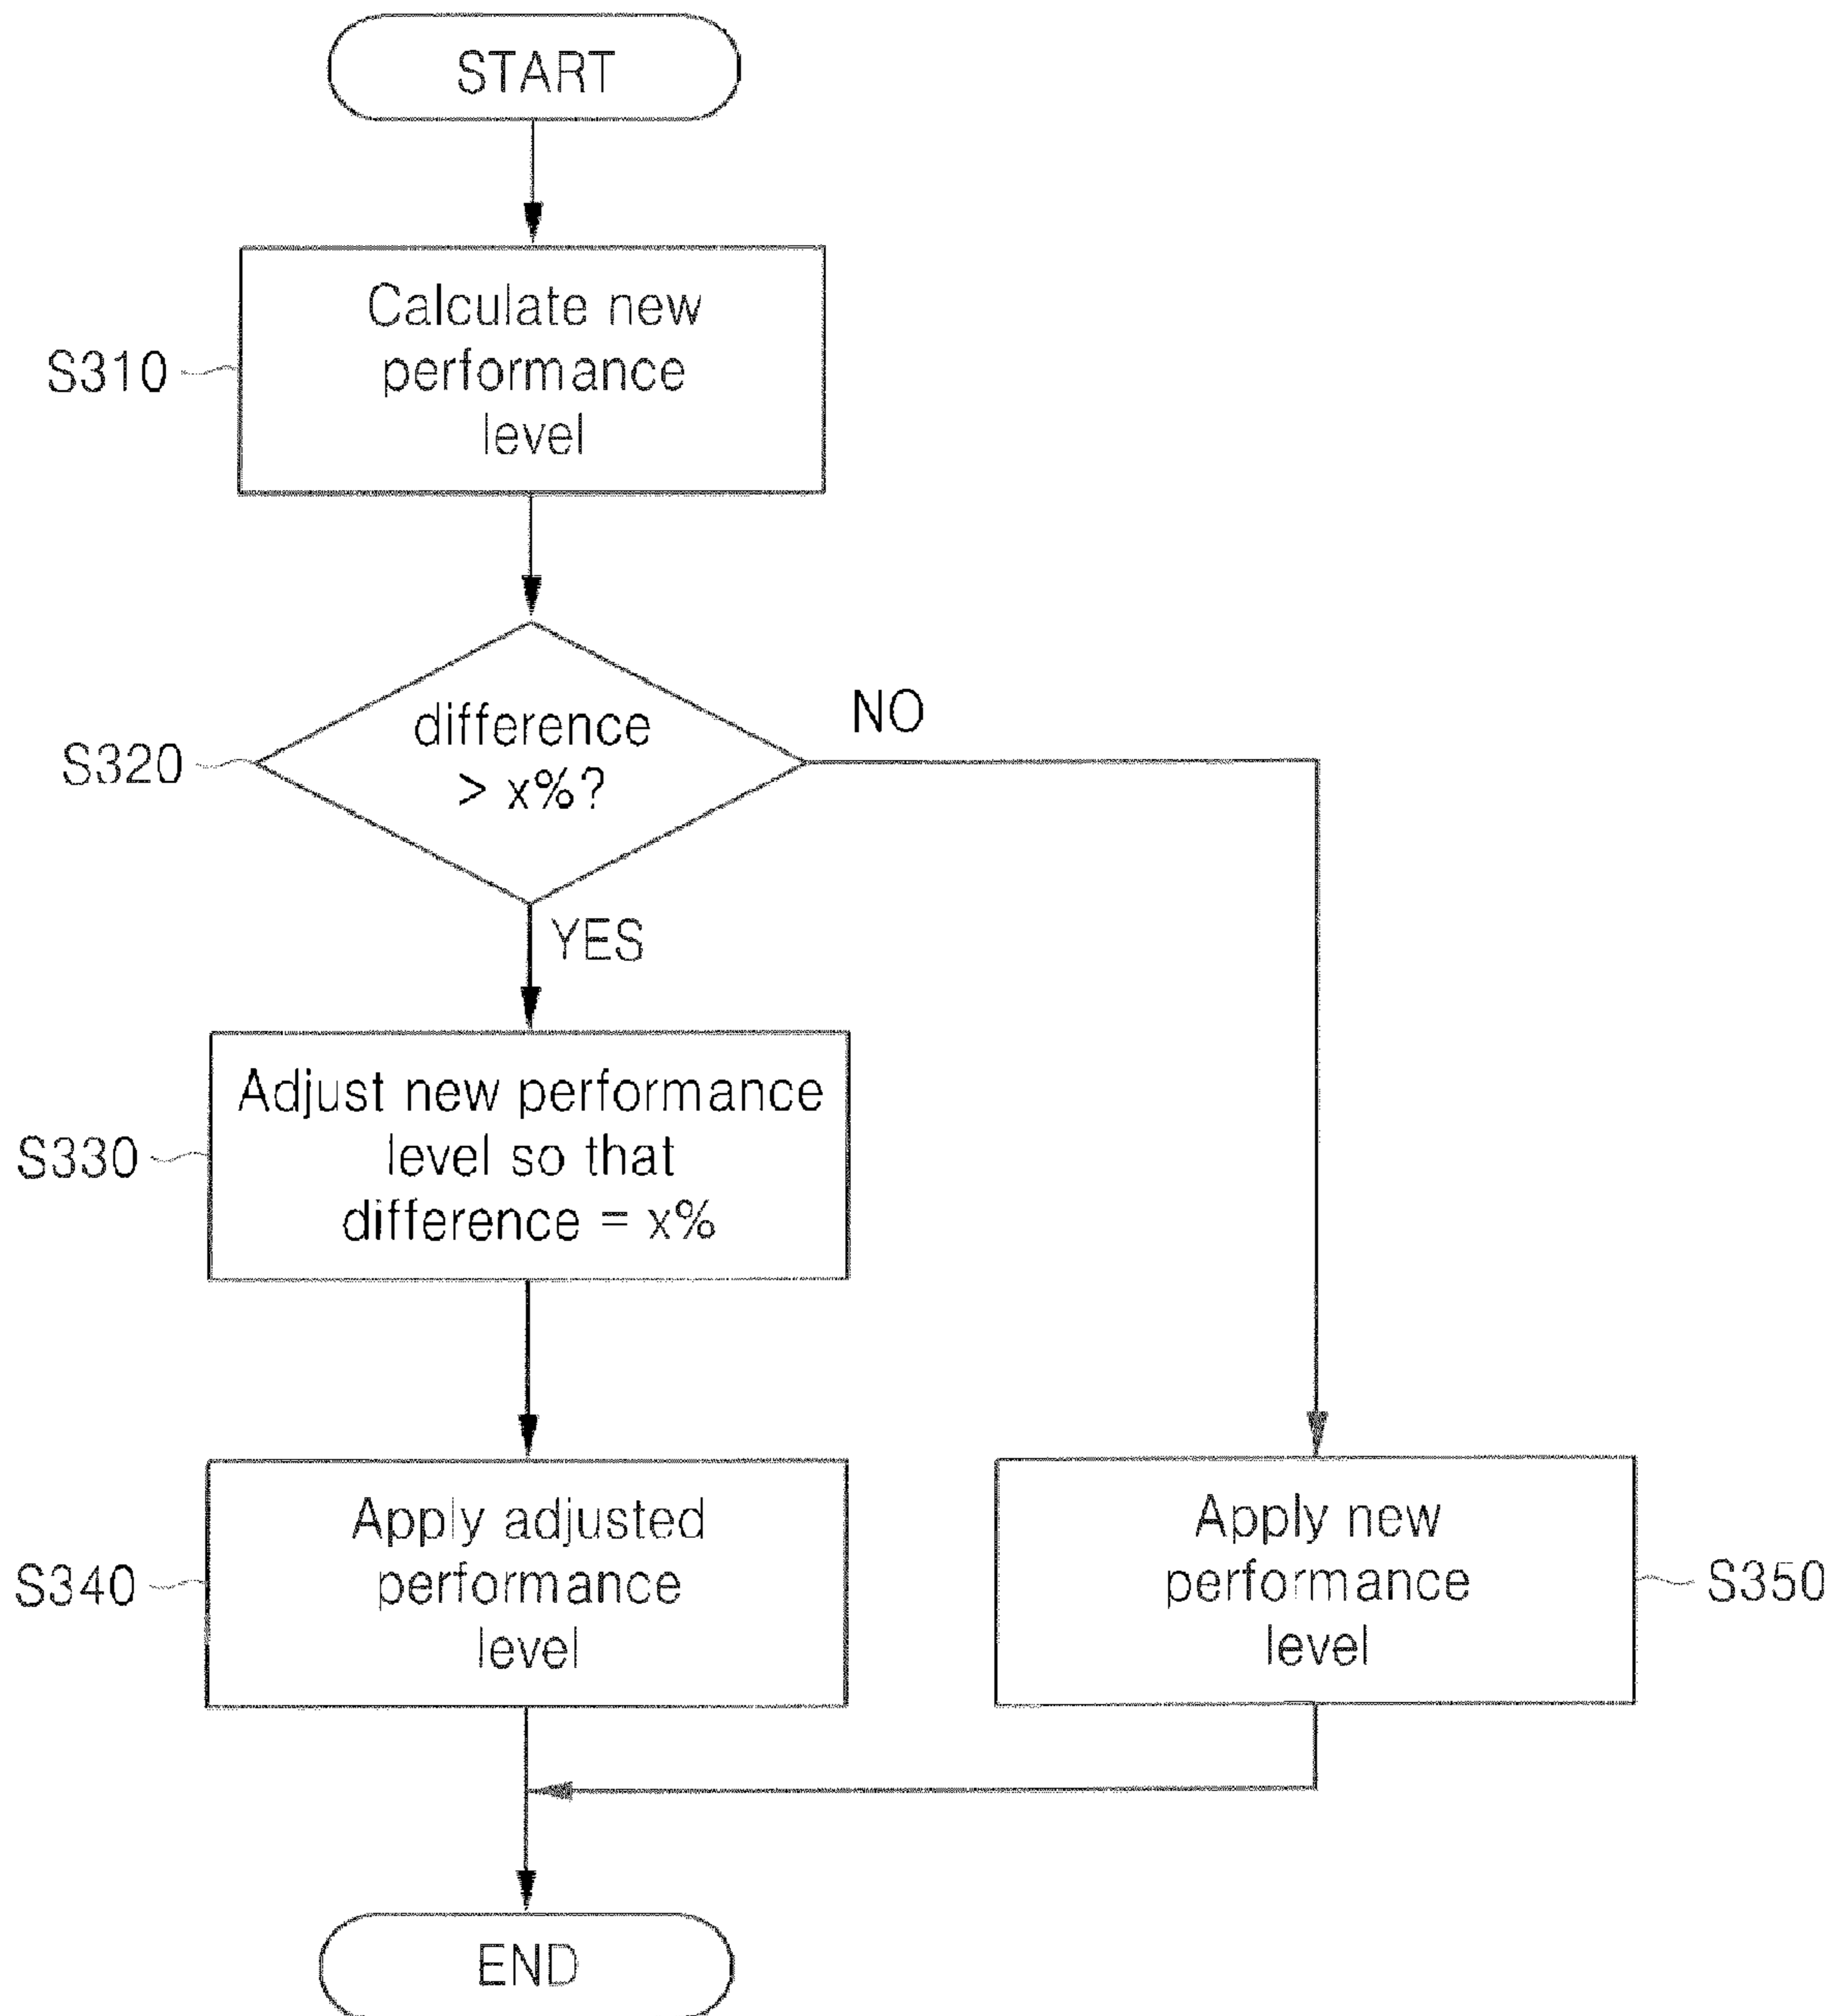 START
S310
Calculate new
performance
level
S320
difference
> x%?
NO
YES
S330
Adjust new performance
level so that
difference = x%
S340
Apply adjusted
performance
level
Apply new
performance
level
S350
END